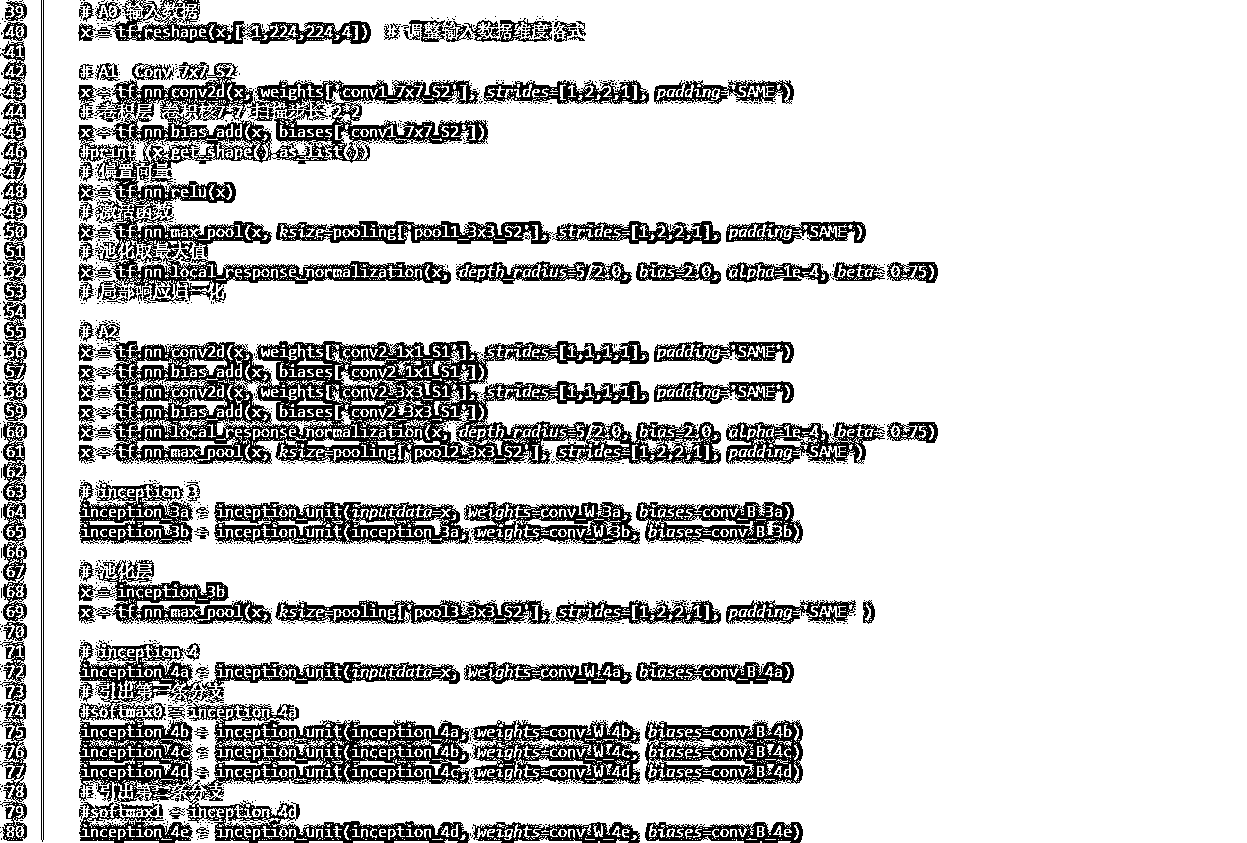 39 # A0 输入数据
40 x = tf.reshape(x,[-1,224,224,4]) # 调整输入数据维度格式
41
42 # A1 Conv 7x7_S2
43 x = tf.nn.conv2d(x, weights['conv1_7x7_S2'], strides=[1,2,2,1], padding='SAME')
44 # 卷积层 卷积核7*7 扫描步长 2*2
45 x = tf.nn.bias_add(x, biases['conv1_7x7_S2'])
46 #print (x.get_shape().as_list())
47 # 偏置向量
48 x = tf.nn.relu(x)
49 # 激活函数
50 x = tf.nn.max_pool(x, ksize=pooling['pool1_3x3_S2'], strides=[1,2,2,1], padding='SAME')
51 # 池化取最大值
52 x = tf.nn.local_response_normalization(x, depth_radius=5/2.0, bias=2.0, alpha=1e-4, beta= 0.75)
53 # 局部响应归一化
54
55 # A2
56 x = tf.nn.conv2d(x, weights['conv2_1x1_S1'], strides=[1,1,1,1], padding='SAME')
57 x = tf.nn.bias_add(x, biases['conv2_1x1_S1'])
58 x = tf.nn.conv2d(x, weights['conv2_3x3_S1'], strides=[1,1,1,1], padding='SAME')
59 x = tf.nn.bias_add(x, biases['conv2_3x3_S1'])
60 x = tf.nn.local_response_normalization(x, depth_radius=5/2.0, bias=2.0, alpha=1e-4, beta= 0.75)
61 x = tf.nn.max_pool(x, ksize=pooling['pool2_3x3_S2'], strides=[1,2,2,1], padding='SAME')
62
63 # inception 3
64 inception_3a = inception_unit(inputdata=x, weights=conv_W_3a, biases=conv_B_3a)
65 inception_3b = inception_unit(inception_3a, weights=conv_W_3b, biases=conv_B_3b)
66
67 # 池化层
68 x = inception_3b
69 x = tf.nn.max_pool(x, ksize=pooling['pool3_3x3_S2'], strides=[1,2,2,1], padding='SAME' )
70
71 # inception 4
72 inception_4a = inception_unit(inputdata=x, weights=conv_W_4a, biases=conv_B_4a)
73 # 引出第一条分支
74 #softmax0 = inception_4a
75 inception_4b = inception_unit(inception_4a, weights=conv_W_4b, biases=conv_B_4b)
76 inception_4c = inception_unit(inception_4b, weights=conv_W_4c, biases=conv_B_4c)
77 inception_4d = inception_unit(inception_4c, weights=conv_W_4d, biases=conv_B_4d)
78 # 引出第二条分支
79 #softmax1 = inception_4d
80 inception_4e = inception_unit(inception_4d, weights=conv_W_4e, biases=conv_B_4e)